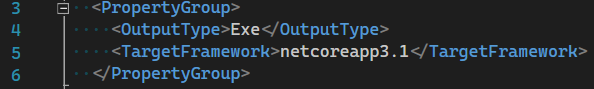 3 <PropertyGroup>
4 <OutputType>Exe</OutputType>
5 <TargetFramework>netcoreapp3.1</TargetFramework>
6 </PropertyGroup>